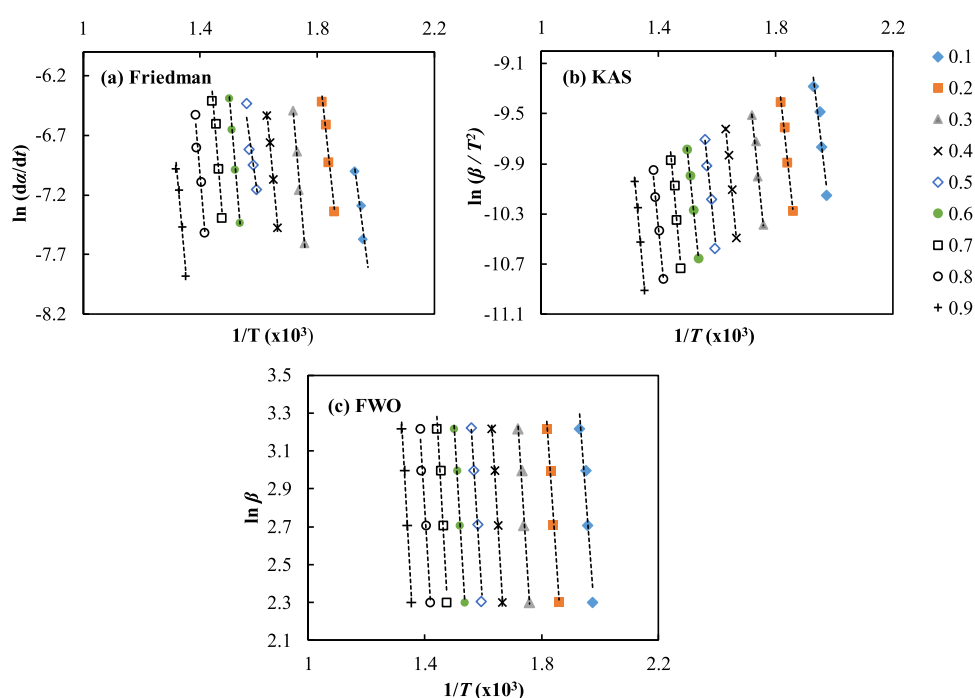 1 1.4 1.8 2.2
-6.2
-6.7
-7.2
-7.7
-8.2
ln (dα/dt)
(a) Friedman
1/T (x10³)
1 1.4 1.8 2.2
-9.1
-9.5
-9.9
-10.3
-10.7
-11.1
ln (β / T²)
(b) KAS
1/T (x10³)
0.1
0.2
0.3
0.4
0.5
0.6
0.7
0.8
0.9
3.5
3.2
2.9
2.7
2.5
2.3
2.1
ln β
(c) FWO
1 1.4 1.8 2.2
1/T (x10³)